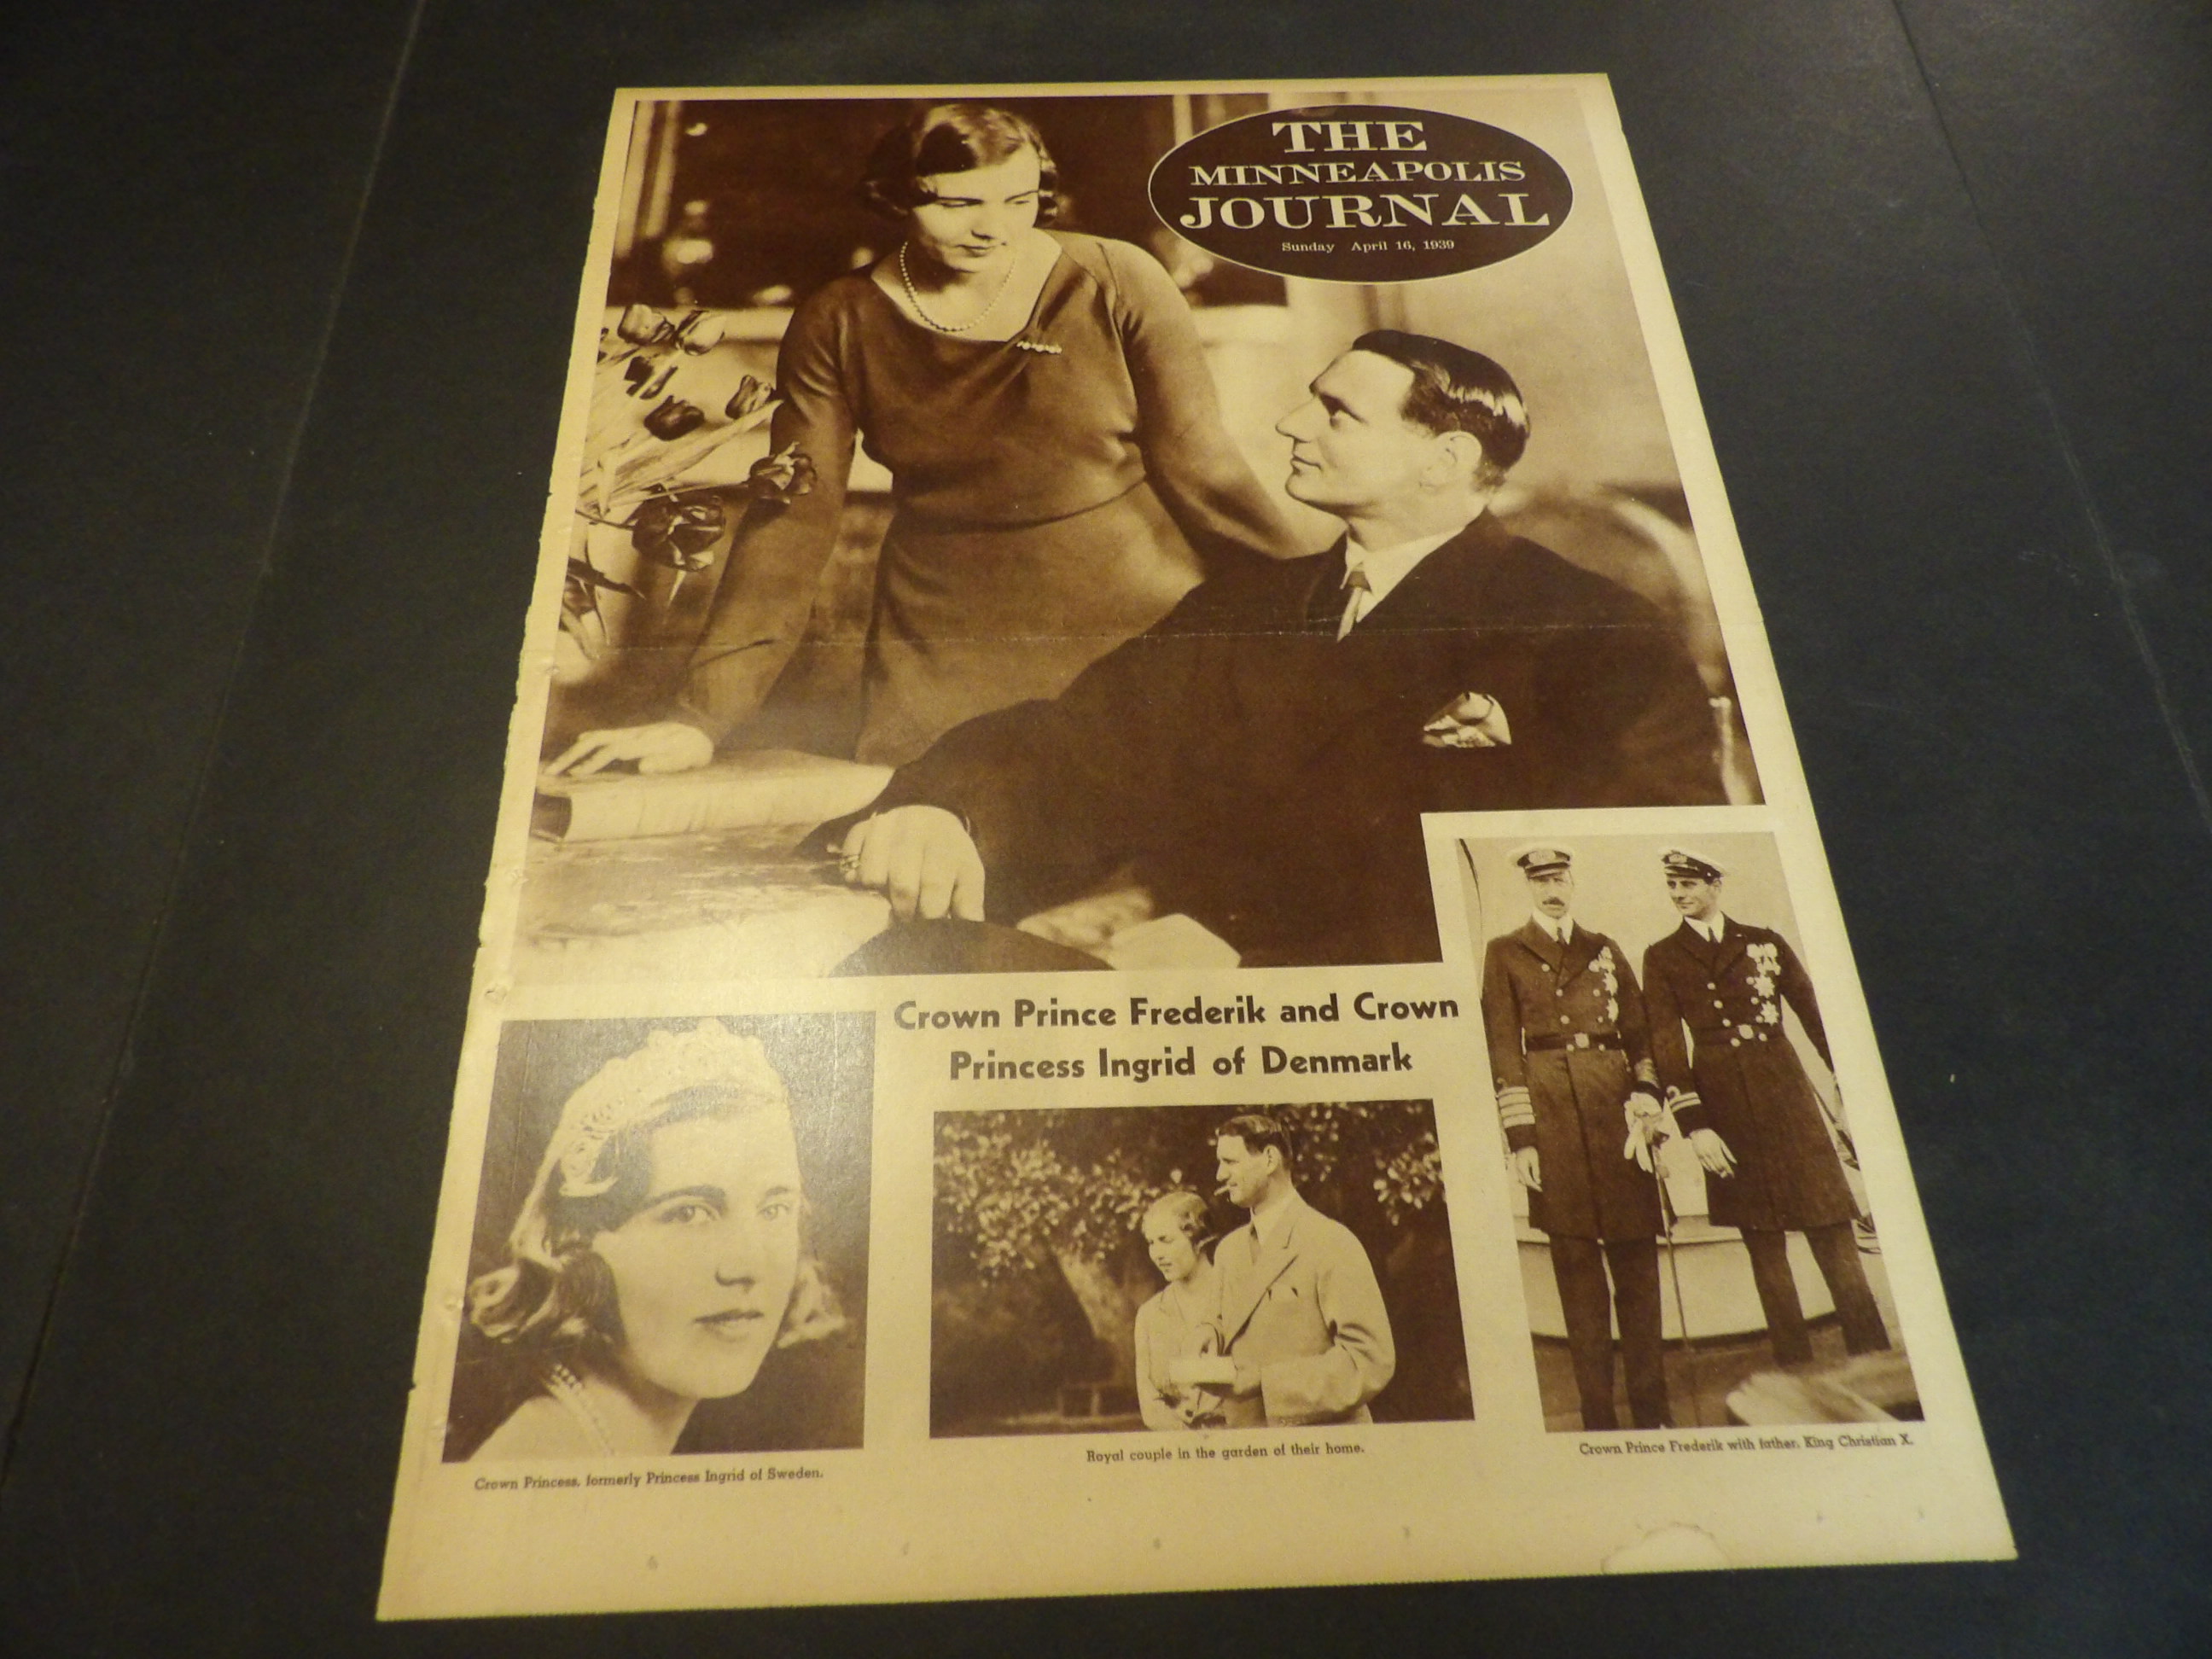 THE
MINNEAPOLIS
JOURNAL
Sunday April 16, 1939
Crown Prince Frederik and Crown
Princess Ingrid of Denmark
Crown Princess, formerly Princess Ingrid of Sweden.
Royal couple in the garden of their home.
Crown Prince Frederik with father, King Christian X.